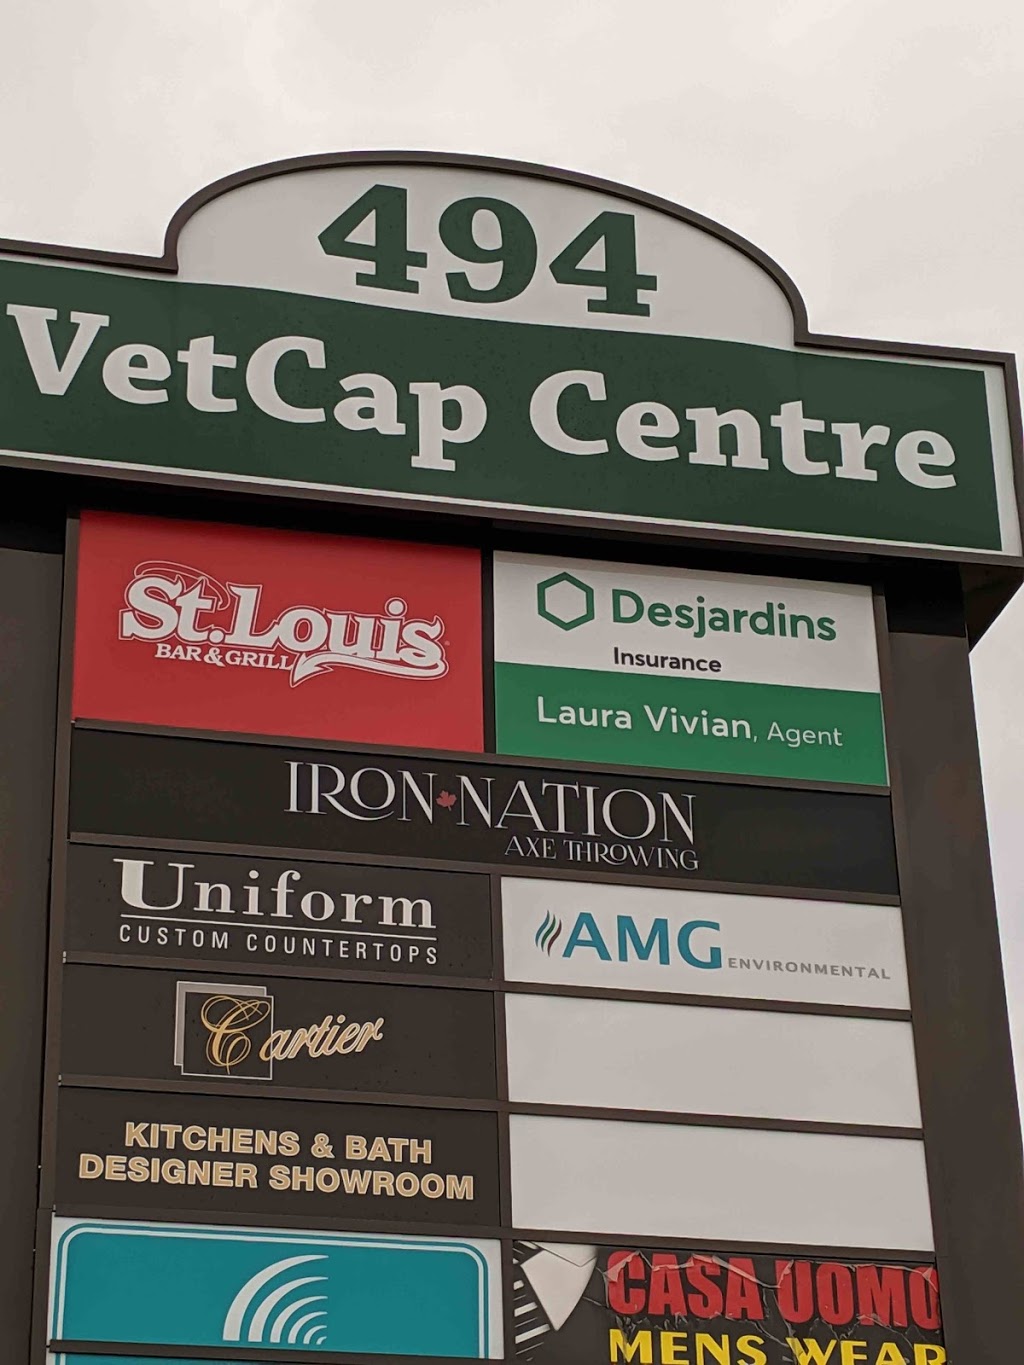 494
VetCap Centre
St. Louis
BAR & GRILL
Desjardins
Insurance
Laura Vivian, Agent
IRON NATION
AXE THROWING
Uniform
CUSTOM COUNTERTOPS
AMG ENVIRONMENTAL
Cartier
KITCHENS & BATH
DESIGNER SHOWROOM
CASA UOMO
MENS WEAR